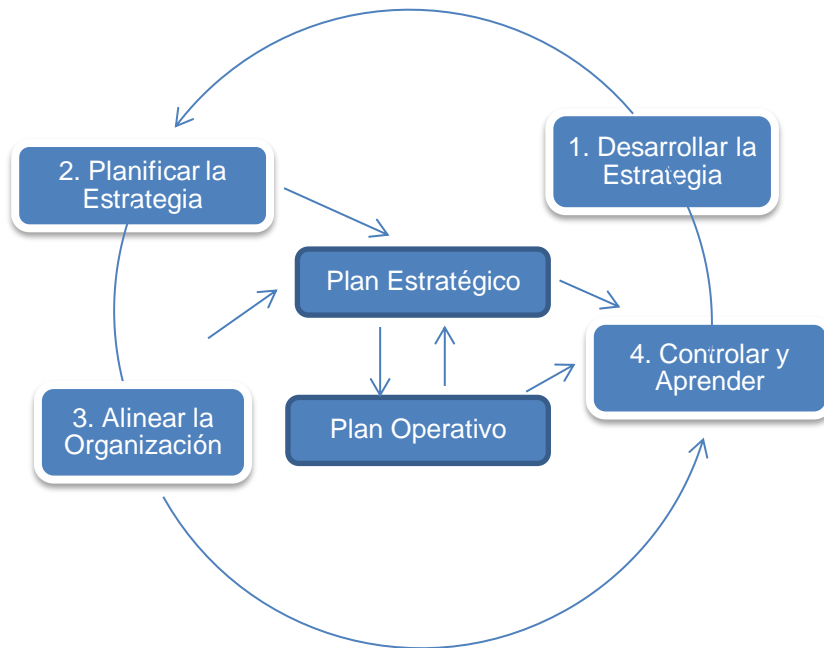 1. Desarrollar la
Estrategia
2. Planificar la
Estrategia
Plan Estratégico
4. Controlar y
Aprender
3. Alinear la
Organización
Plan Operativo